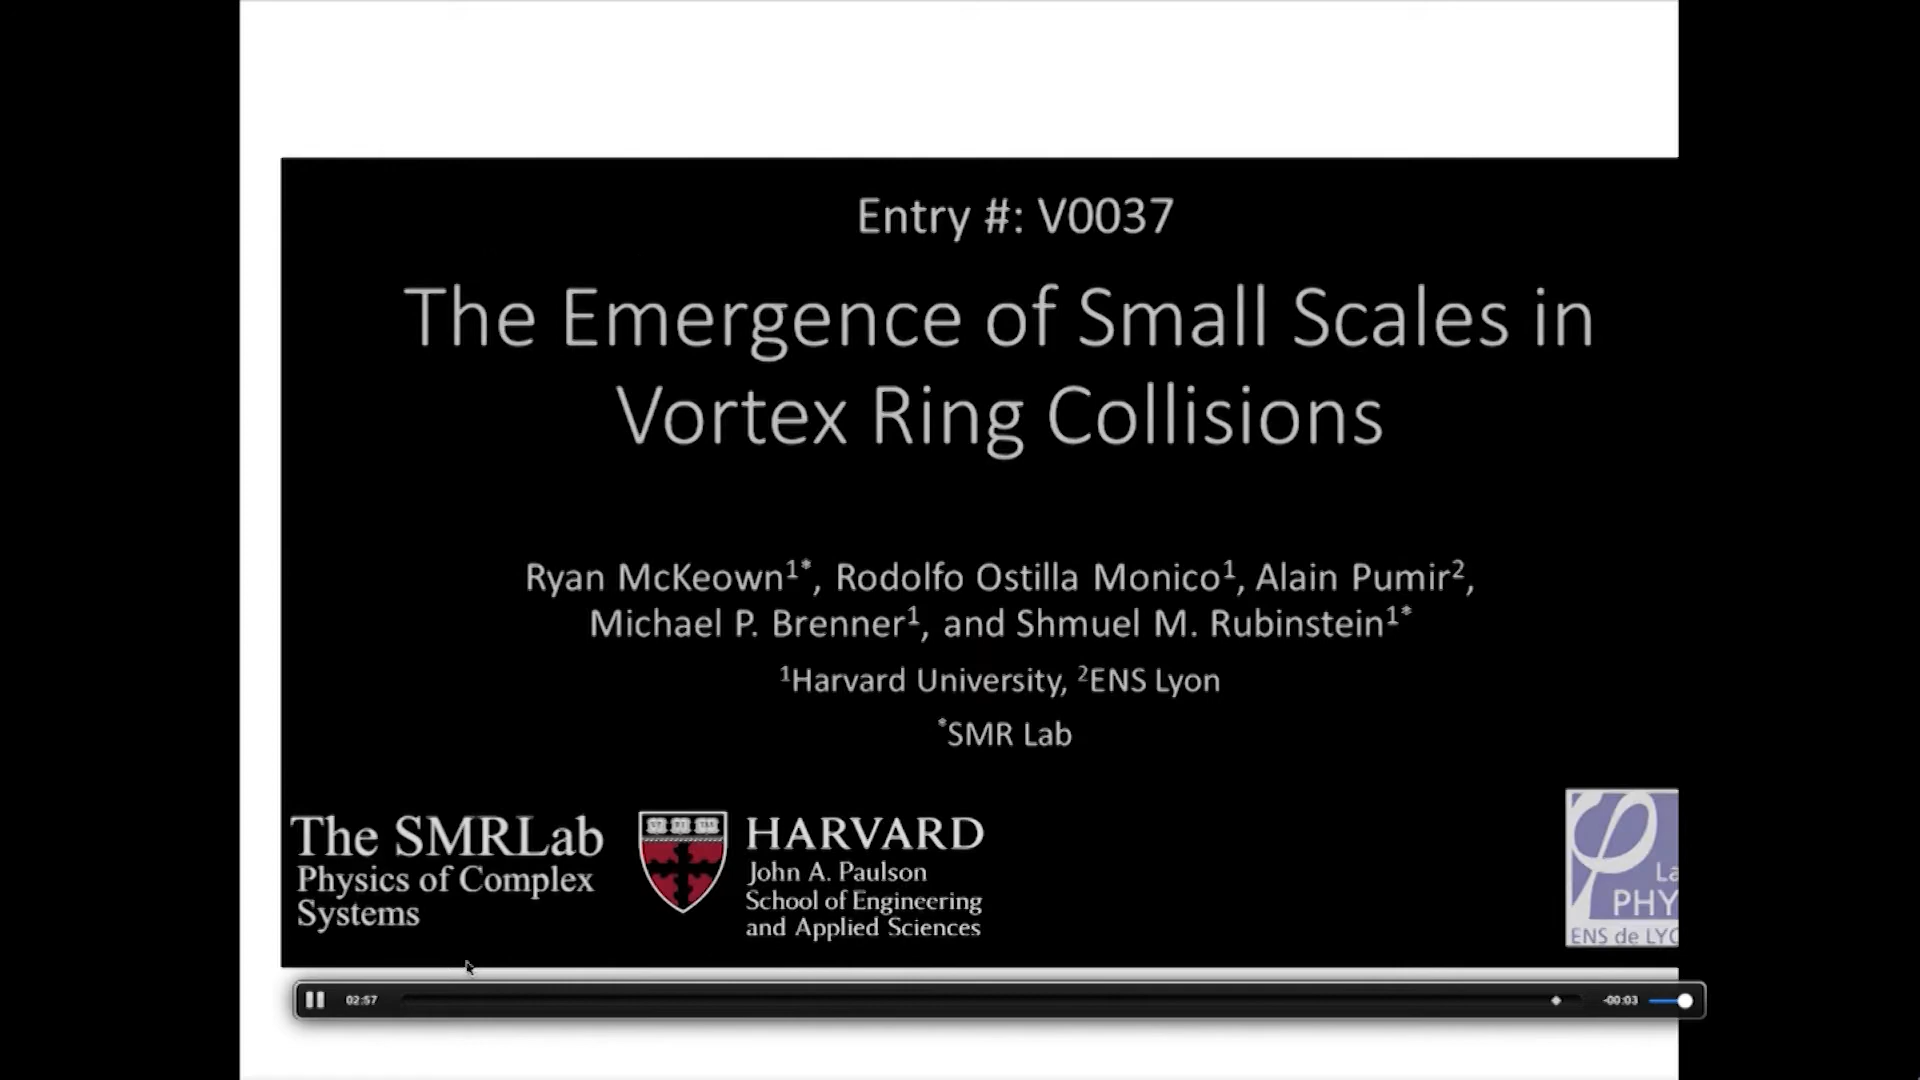 Entry #: V0037
The Emergence of Small Scales in
Vortex Ring Collisions
Ryan McKeown¹*, Rodolfo Ostilla Monico¹, Alain Pumir²,
Michael P. Brenner¹, and Shmuel M. Rubinstein¹*
¹Harvard University, ²ENS Lyon
*SMR Lab
The SMRLab
Physics of Complex
Systems
HARVARD
John A. Paulson
School of Engineering
and Applied Sciences
La
PHY
ENS de LYO
02:57
-00:03